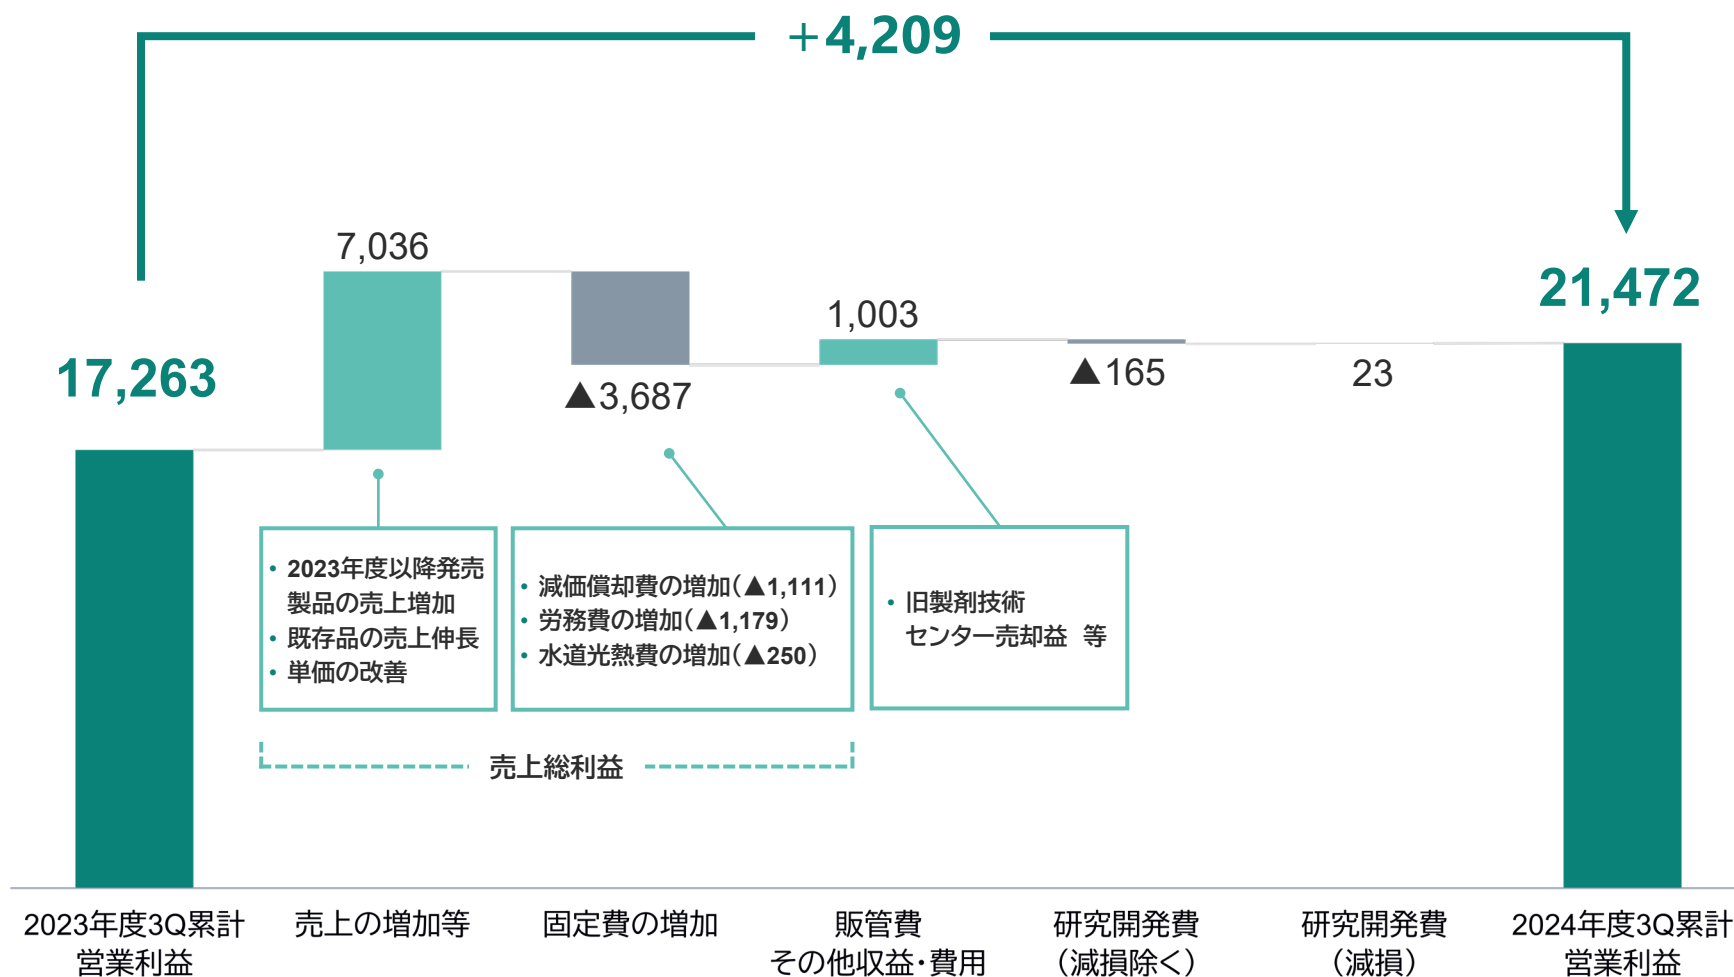 +4,209
7,036
1,003
21,472
17,263
▲3,687
▲165
23
• 2023年度以降発売
製品の売上増加
• 既存品の売上伸長
• 単価の改善
• 減価償却費の増加(▲1,111)
• 労務費の増加(▲1,179)
• 水道光熱費の増加(▲250)
• 旧製剤技術
センター売却益 等
売上総利益
2023年度3Q累計
営業利益
売上の増加等
固定費の増加
販管費
その他収益・費用
研究開発費
(減損除く)
研究開発費
(減損)
2024年度3Q累計
営業利益